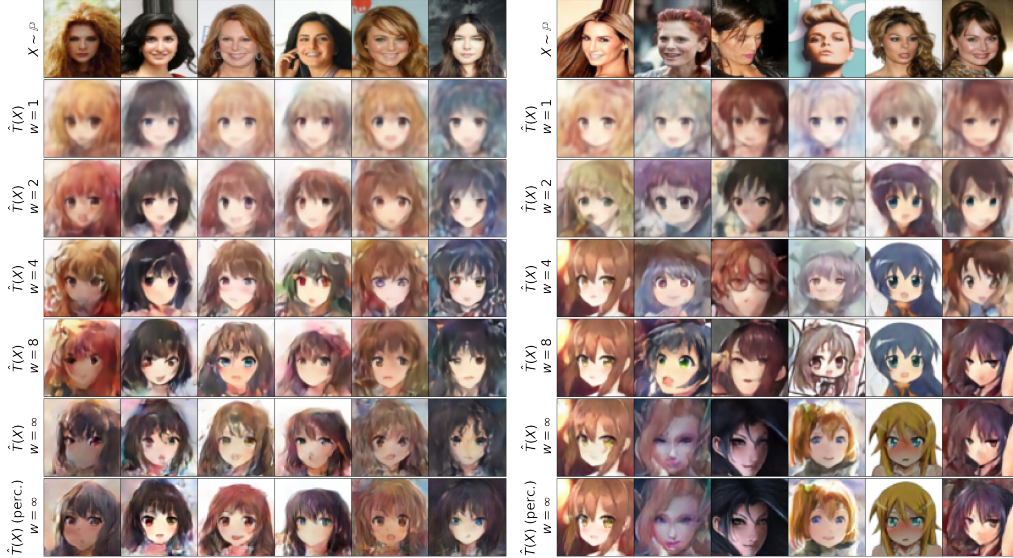 X ~ ℙ
X ~ ℙ
T̂(X)
w = 1
T̂(X)
w = 1
T̂(X)
w = 2
T̂(X)
w = 2
T̂(X)
w = 4
T̂(X)
w = 4
T̂(X)
w = 8
T̂(X)
w = 8
T̂(X)
w = ∞
T̂(X)
w = ∞
T̂(X) (perc.)
w = ∞
T̂(X) (perc.)
w = ∞